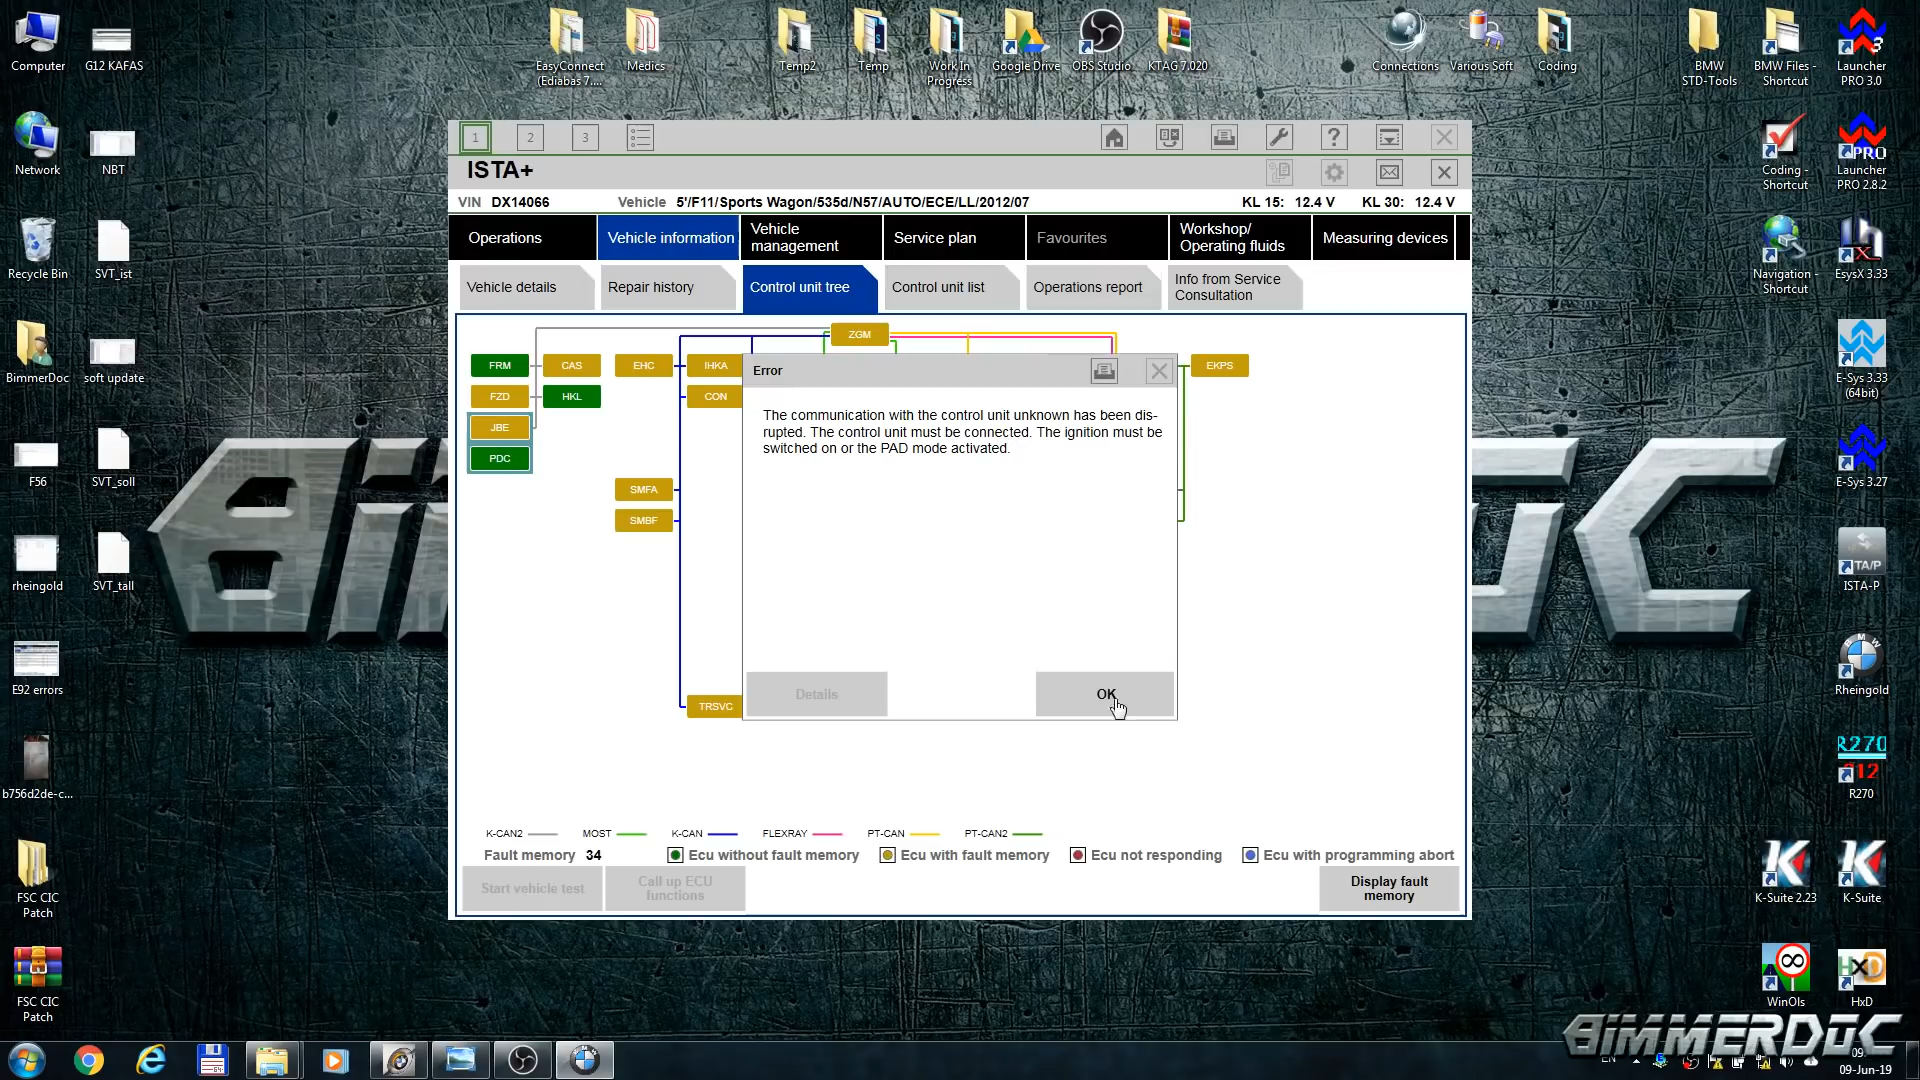 Computer
G12 KAFAS
EasyConnect
(Ediabas 7....
Medics
Temp2
Temp
Work In
Progress
Google Drive
OBS Studio
KTAG 7.020
Connections
Various Soft
Coding
BMW
STD-Tools
BMW Files -
Shortcut
Launcher
PRO 3.0
Network
NBT
Coding -
Shortcut
Launcher
PRO 2.8.2
Recycle Bin
SVT_ist
Navigation -
Shortcut
EsysX 3.33
BimmerDoc
soft update
E-Sys 3.33
(64bit)
F56
SVT_soll
E-Sys 3.27
rheingold
SVT_tall
TA/P
ISTA-P
E92 errors
Rheingold
b756d2de-c...
R270
912
R270
FSC CIC
Patch
K-Suite 2.23
K-Suite
FSC CIC
Patch
WinOls
HxD
1
2
3
ISTA+
VIN DX14066 Vehicle 5'/F11/Sports Wagon/535d/N57/AUTO/ECE/LL/2012/07 KL 15: 12.4 V KL 30: 12.4 V
Operations
Vehicle information
Vehicle
management
Service plan
Favourites
Workshop/
Operating fluids
Measuring devices
Vehicle details
Repair history
Control unit tree
Control unit list
Operations report
Info from Service
Consultation
ZGM
FRM
CAS
EHC
IHKA
EKPS
FZD
HKL
CON
JBE
PDC
SMFA
SMBF
TRSVC
Error
The communication with the control unit unknown has been dis-
rupted. The control unit must be connected. The ignition must be
switched on or the PAD mode activated.
Details
OK
K-CAN2
MOST
K-CAN
FLEXRAY
PT-CAN
PT-CAN2
Fault memory 34
Ecu without fault memory
Ecu with fault memory
Ecu not responding
Ecu with programming abort
Start vehicle test
Call up ECU
functions
Display fault
memory
BIMMERDOC
EN
09-Jun-19